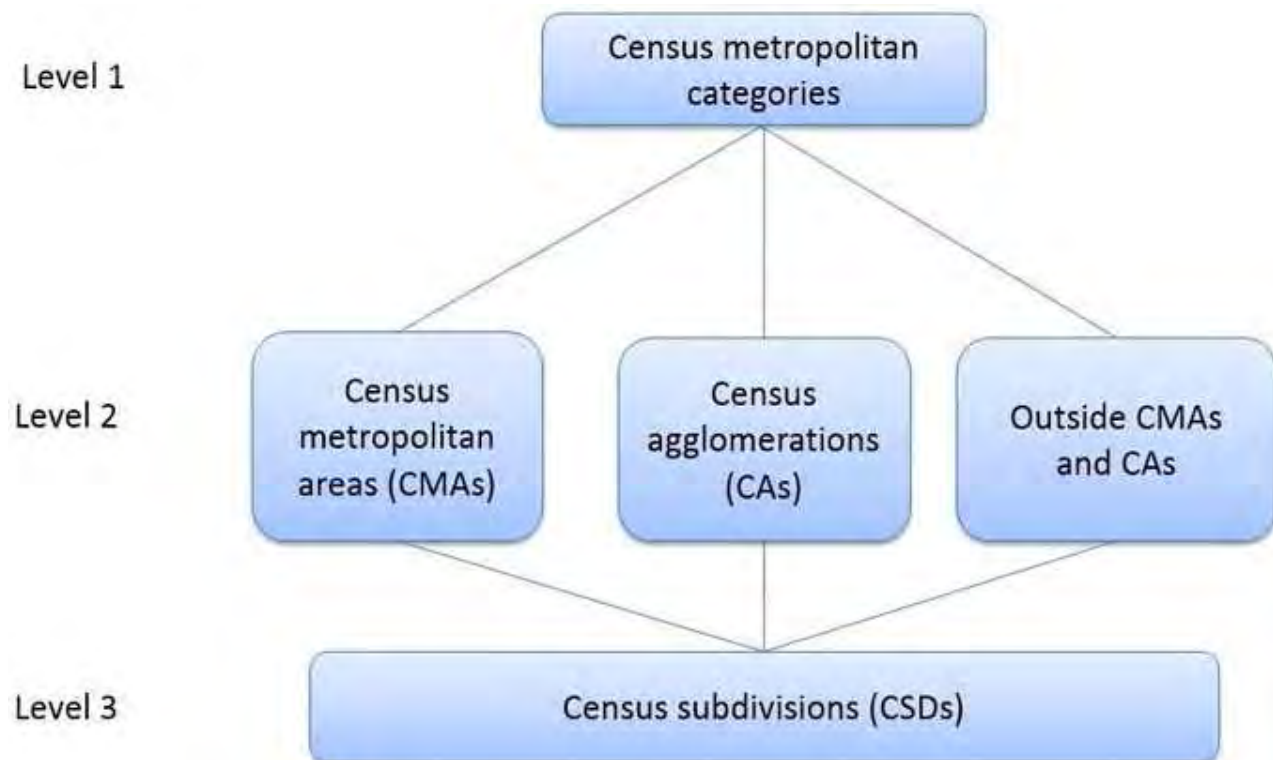 Level 1
Census metropolitan
categories
Level 2
Census
metropolitan
areas (CMAs)
Census
agglomerations
(CAs)
Outside CMAs
and CAs
Level 3
Census subdivisions (CSDs)